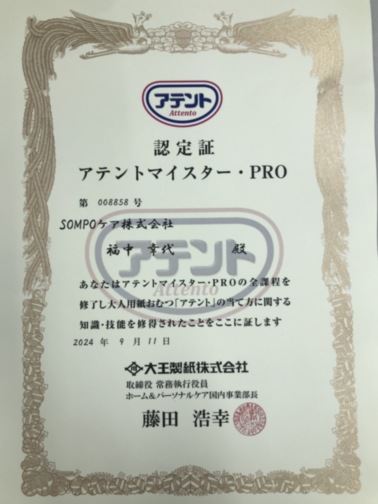 アテント
Attento
認定証
アテントマイスター・PRO
第 008858 号
SOMPOケア株式会社
福中 幸代 殿
アテント
Attento
あなたはアテントマイスター・PROの全課程を
修了し大人用紙おむつ「アテント」の当て方に関する
知識・技能を修得されたことをここに証します
2024 年 9 月 11 日
大王製紙株式会社
取締役 常務執行役員
ホーム&パーソナルケア国内事業部長
藤田 浩幸